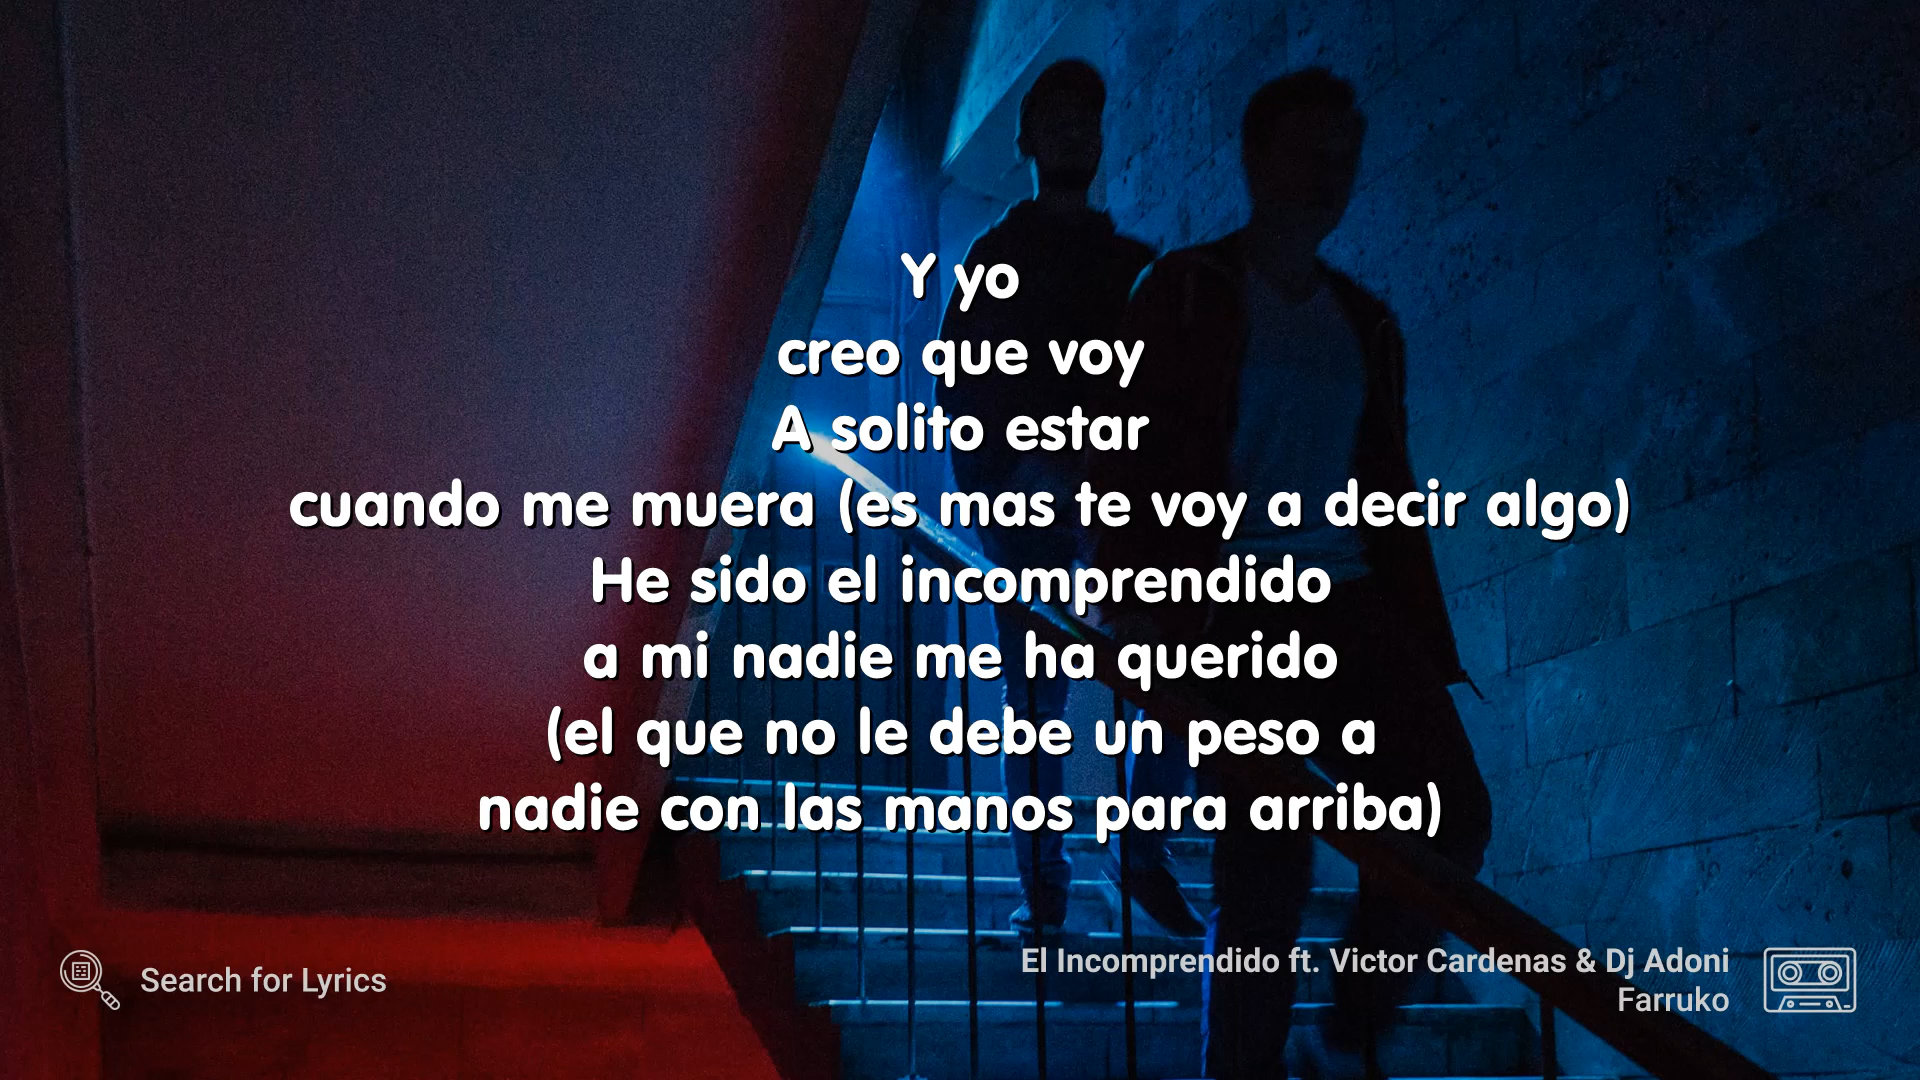 Y yo
creo que voy
A solito estar
cuando me muera (es mas te voy a decir algo)
He sido el incomprendido
a mi nadie me ha querido
(el que no le debe un peso a
nadie con las manos para arriba)
Search for Lyrics
El Incomprendido ft. Victor Cardenas & Dj Adoni
Farruko